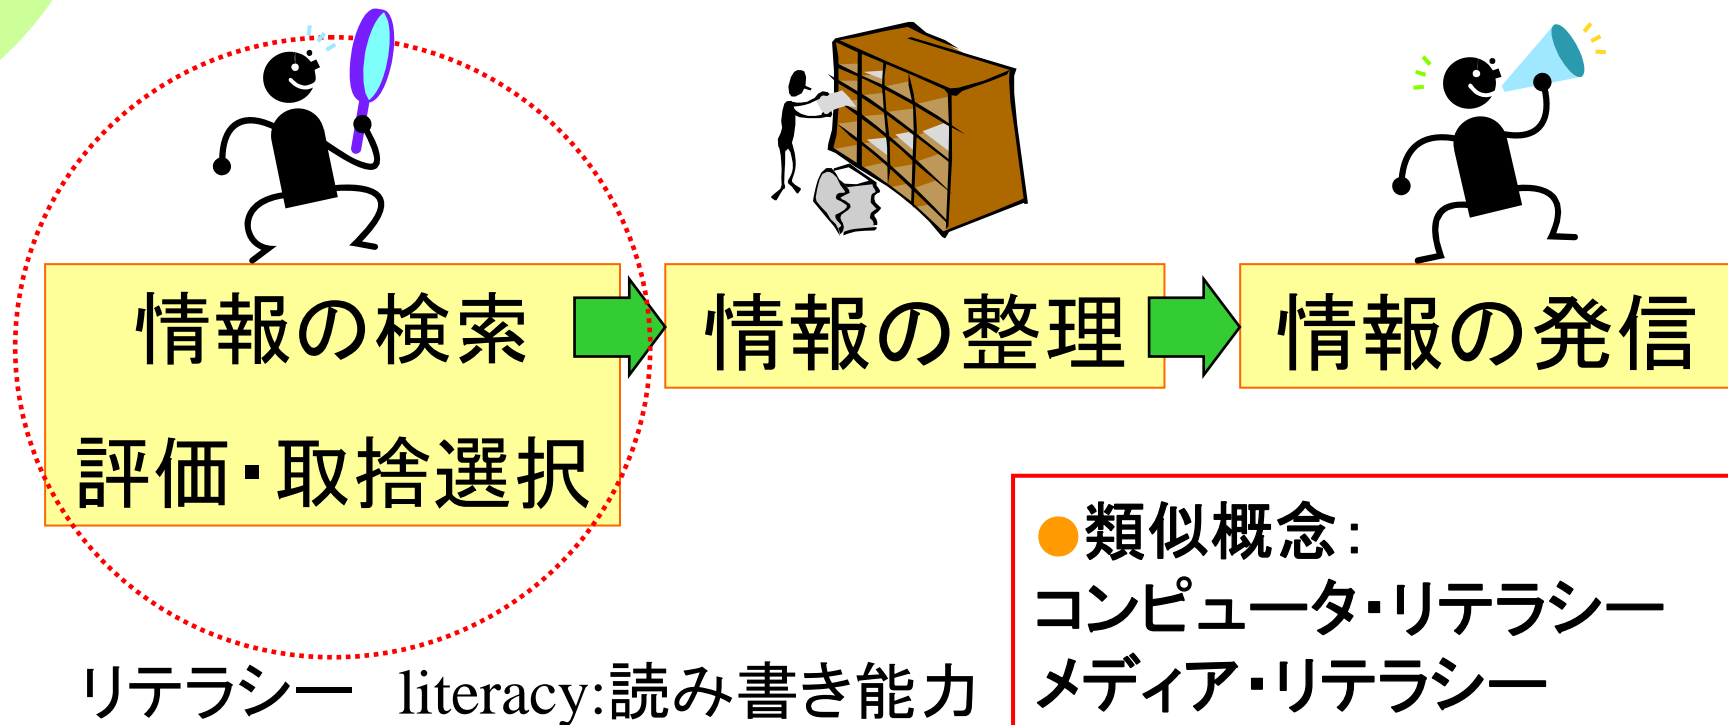 情報の検索
評価・取捨選択
情報の整理
情報の発信
●類似概念:
コンピュータ・リテラシー
メディア・リテラシー
リテラシー literacy:読み書き能力